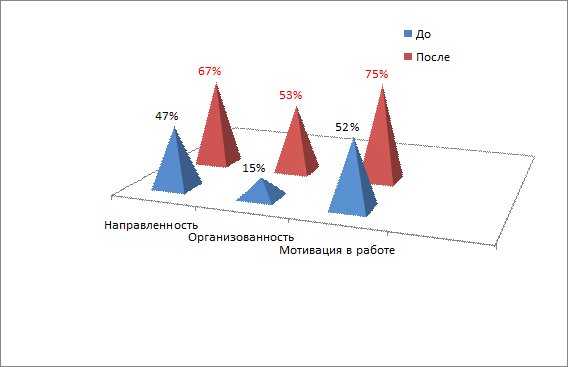 До
После
67%
53%
75%
47%
15%
52%
Направленность
Организованность
Мотивация в работе